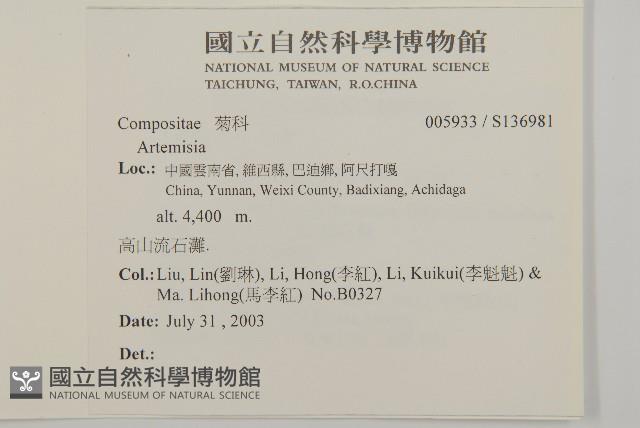 國立自然科學博物館
NATIONAL MUSEUM OF NATURAL SCIENCE
TAICHUNG, TAIWAN, R.O.CHINA
Compositae 菊科 005933 / S136981
Artemisia
Loc.: 中國雲南省, 維西縣, 巴迪鄉, 阿尺打嘎
China, Yunnan, Weixi County, Badixiang, Achidaga
alt. 4,400 m.
高山流石灘.
Col.: Liu, Lin(劉琳), Li, Hong(李紅), Li, Kuikui(李魁魁) &
Ma. Lihong(馬李紅) No.B0327
Date: July 31 , 2003
Det.:
國立自然科學博物館
NATIONAL MUSEUM OF NATURAL SCIENCE